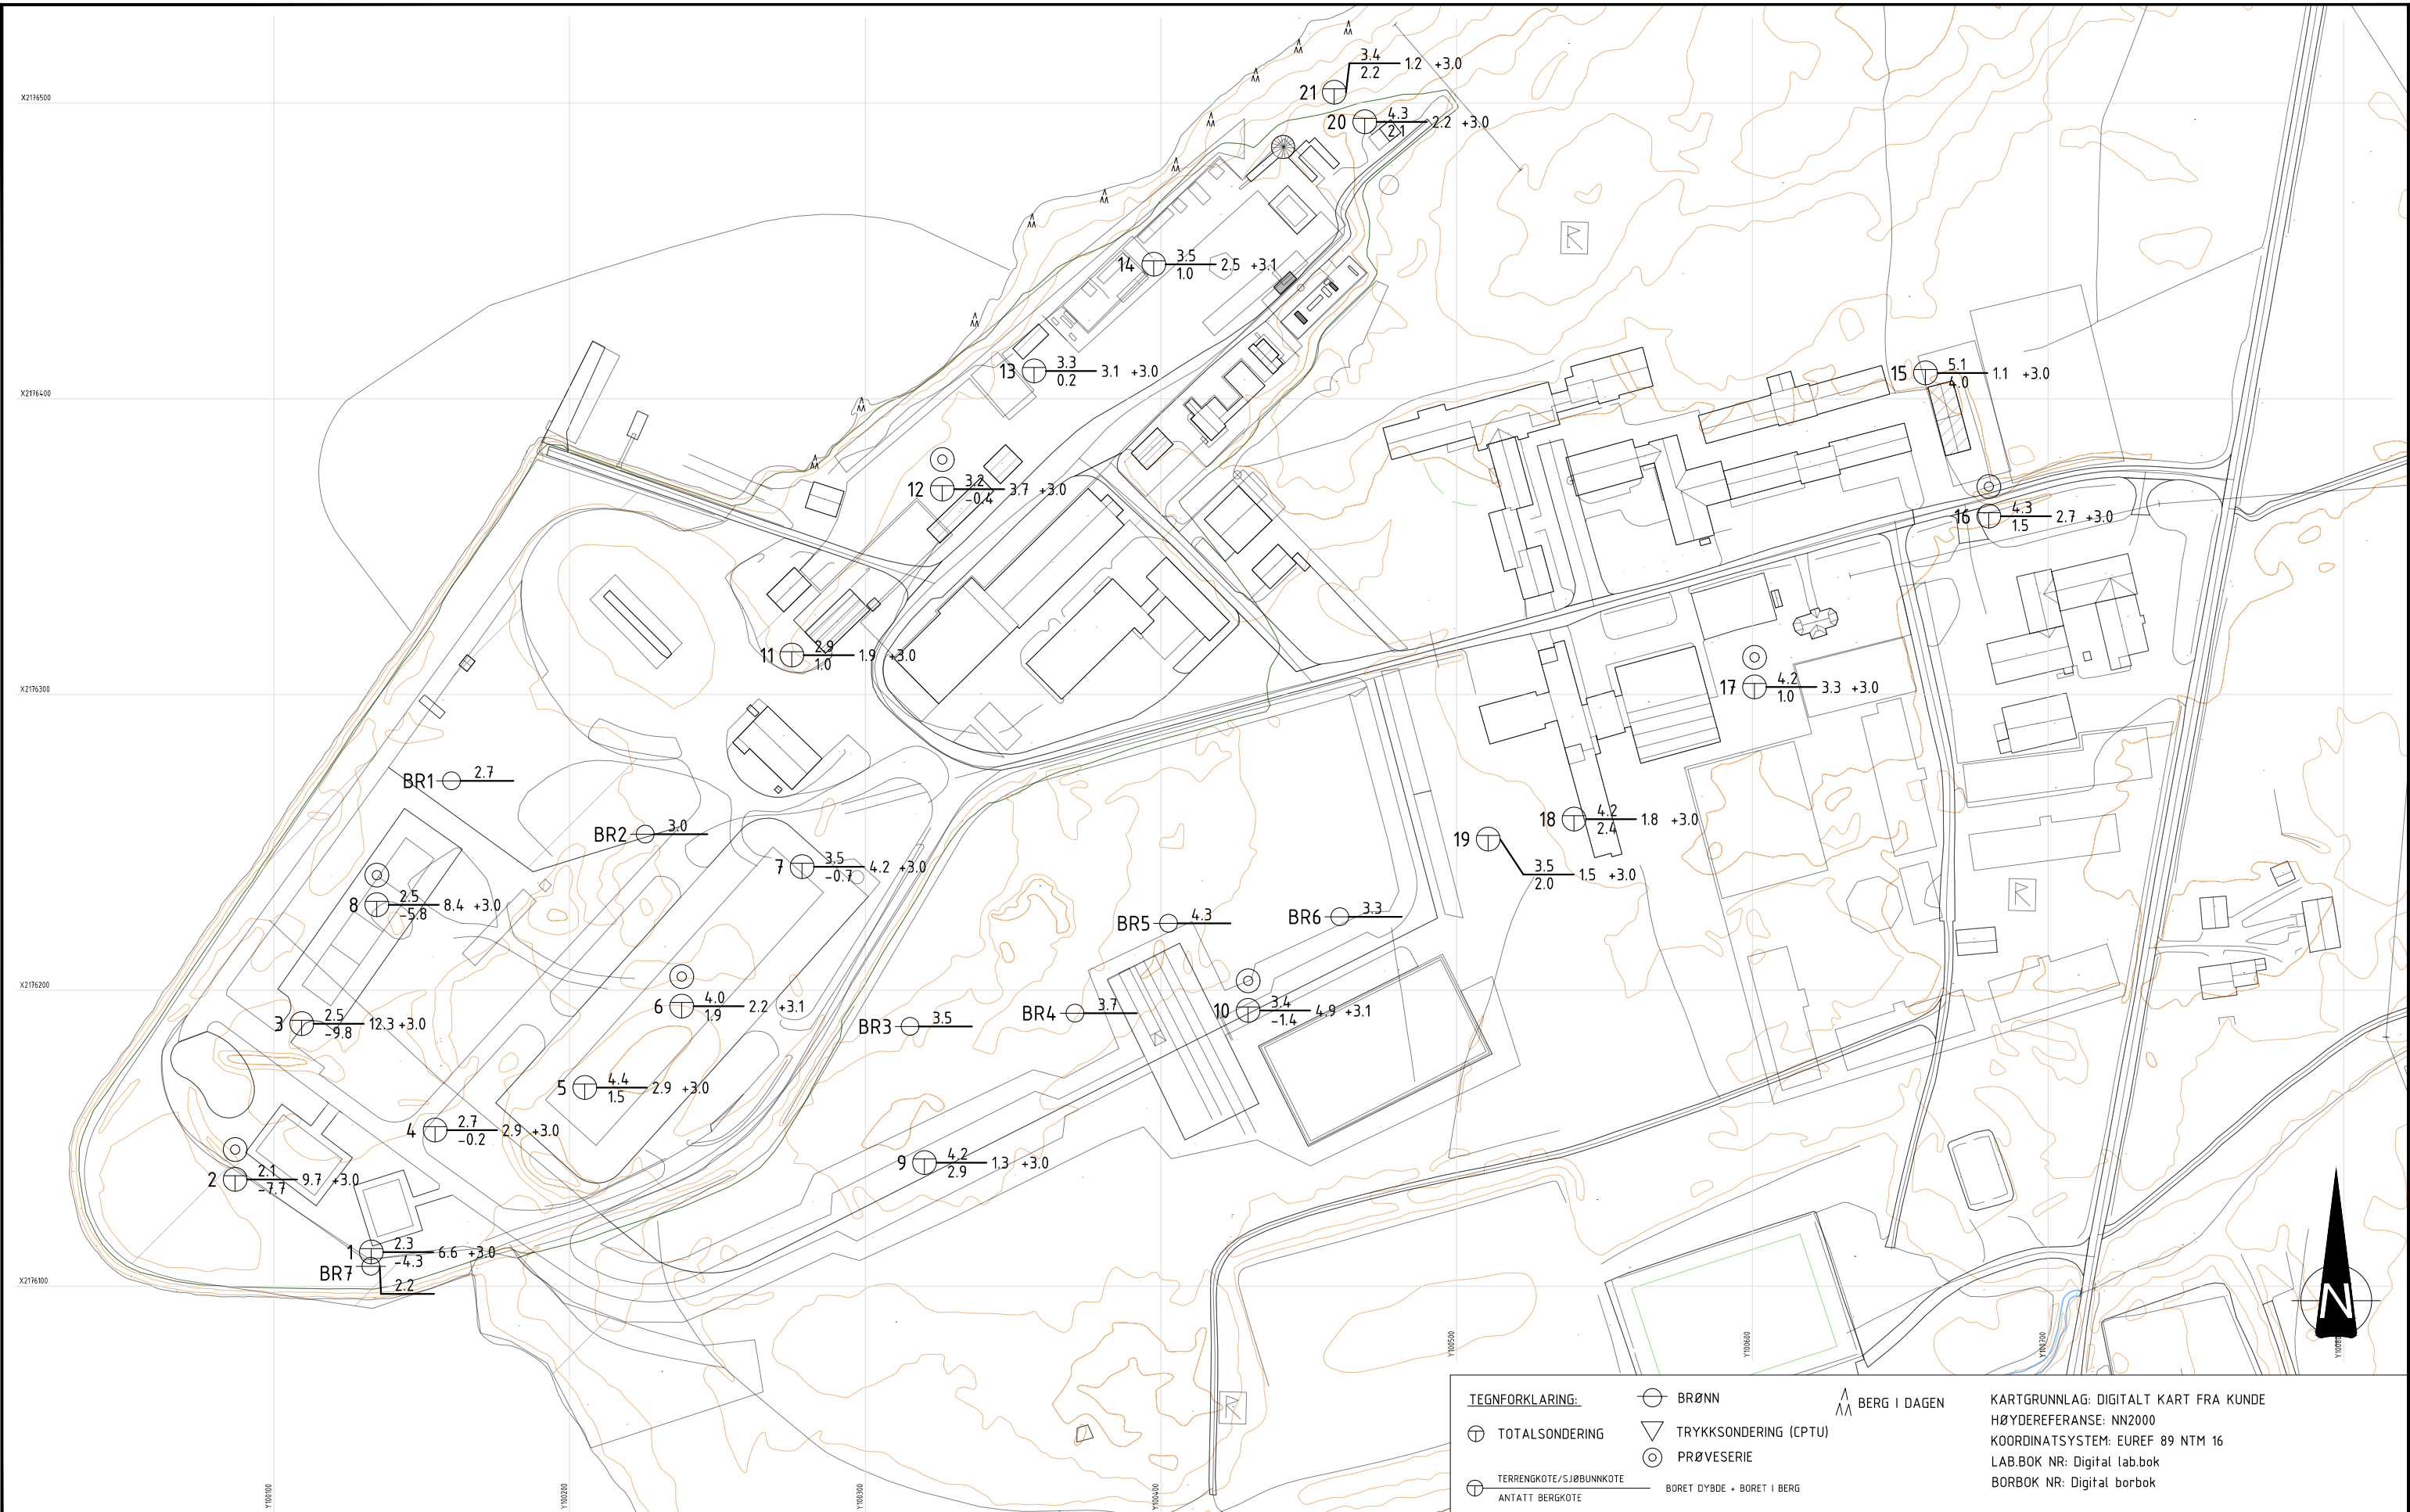 3.4
2.2 1.2 +3.0
21
X2176500
20 4.3 2.2 +3.0
2.1
14 3.5 2.5 +3.1
1.0
R
13 3.3 3.1 +3.0
0.2
15 5.1 1.1 +3.0
4.0
X2176400
12 3.2 3.7 +3.0
-0.4
16 4.3 2.7 +3.0
1.5
11 2.9 1.9 +3.0
1.0
X2176300
17 4.2 3.3 +3.0
1.0
BR1 2.7
BR2 3.0
18 4.2 1.8 +3.0
2.4
19
3.5 1.5 +3.0
2.0
7 3.5 4.2 +3.0
-0.7
8 2.5 8.4 +3.0
-5.8
R
BR5 4.3
BR6 3.3
X2176200
6 4.0 2.2 +3.1
1.9
BR4 3.7
10 3.4 4.9 +3.1
-1.4
3 2.5 12.3 +3.0
-9.8
BR3 3.5
5 4.4 2.9 +3.0
1.5
4 2.7 2.9 +3.0
-0.2
9 4.2 1.3 +3.0
2.9
2 2.1 9.7 +3.0
-7.7
1 2.3 6.6 +3.0
-4.3
BR7
2.2
X2176100
N
R
Y100100
Y100200
Y100300
Y100400
Y100500
Y100600
Y100700
TEGNFORKLARING:
TOTALSONDERING
BRØNN
TRYKKSONDERING (CPTU)
PRØVESERIE
BERG I DAGEN
TERRENGKOTE/SJØBUNNKOTE
ANTATT BERGKOTE
BORET DYBDE + BORET I BERG
KARTGRUNNLAG: DIGITALT KART FRA KUNDE
HØYDEREFERANSE: NN2000
KOORDINATSYSTEM: EUREF 89 NTM 16
LAB.BOK NR: Digital lab.bok
BORBOK NR: Digital borbok